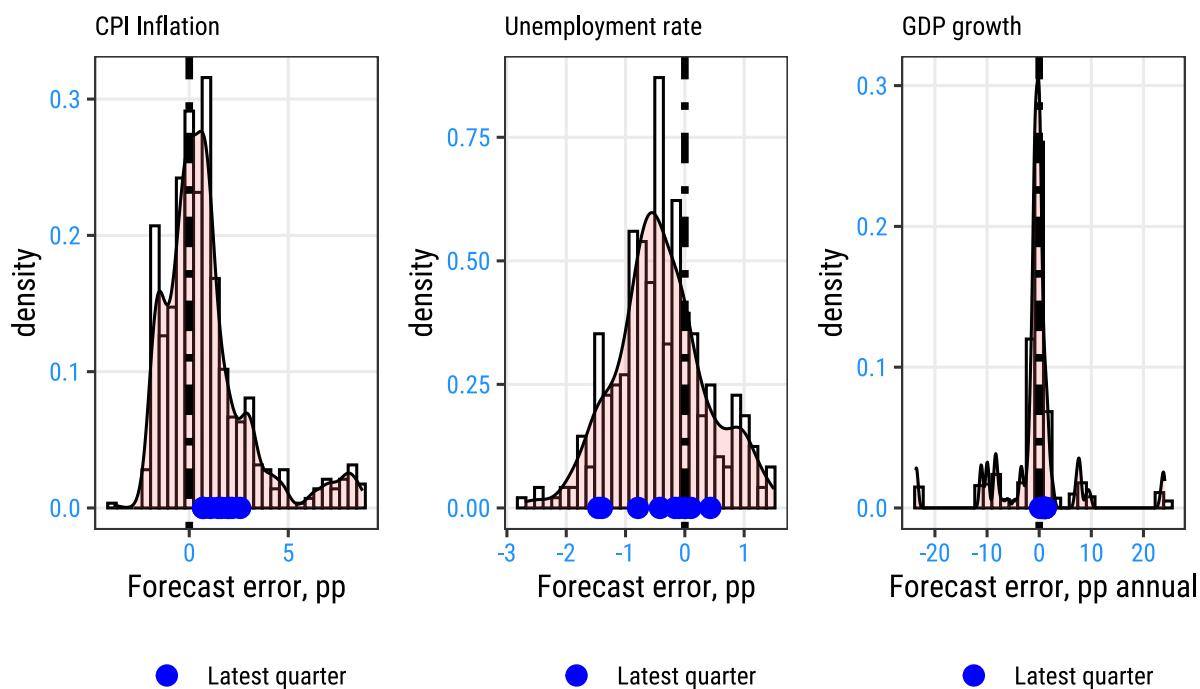 CPI Inflation
0.3
0.2
0.1
0.0
density
0
5
Forecast error, pp
Latest quarter
Unemployment rate
0.75
0.50
0.25
0.00
density
-3
-2
-1
0
1
Forecast error, pp
Latest quarter
GDP growth
0.3
0.2
0.1
0.0
density
-20
-10
0
10
20
Forecast error, pp annual
Latest quarter